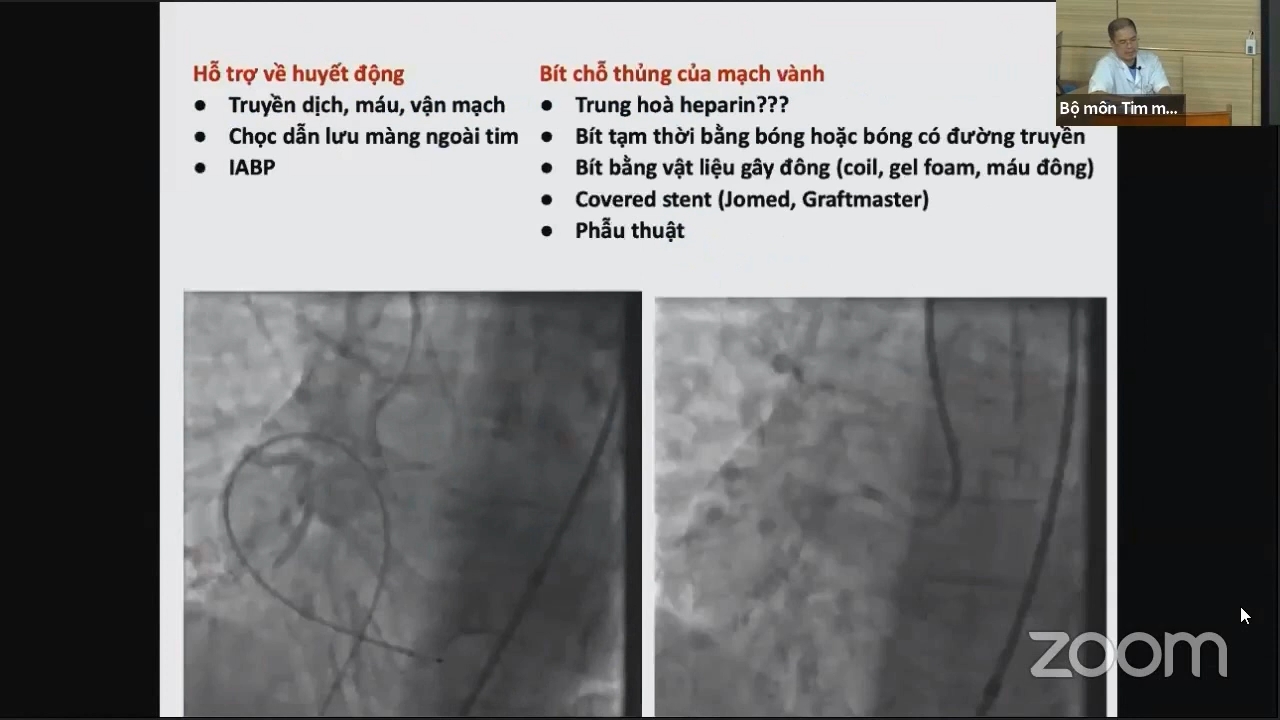 Hỗ trợ về huyết động
● Truyền dịch, máu, vận mạch
● Chọc dẫn lưu màng ngoài tim
● IABP
Bít chỗ thủng của mạch vành
● Trung hoà heparin???
● Bít tạm thời bằng bóng hoặc bóng có đường truyền
● Bít bằng vật liệu gây đông (coil, gel foam, máu đông)
● Covered stent (Jomed, Graftmaster)
● Phẫu thuật
Bộ môn Tim m...
zoom